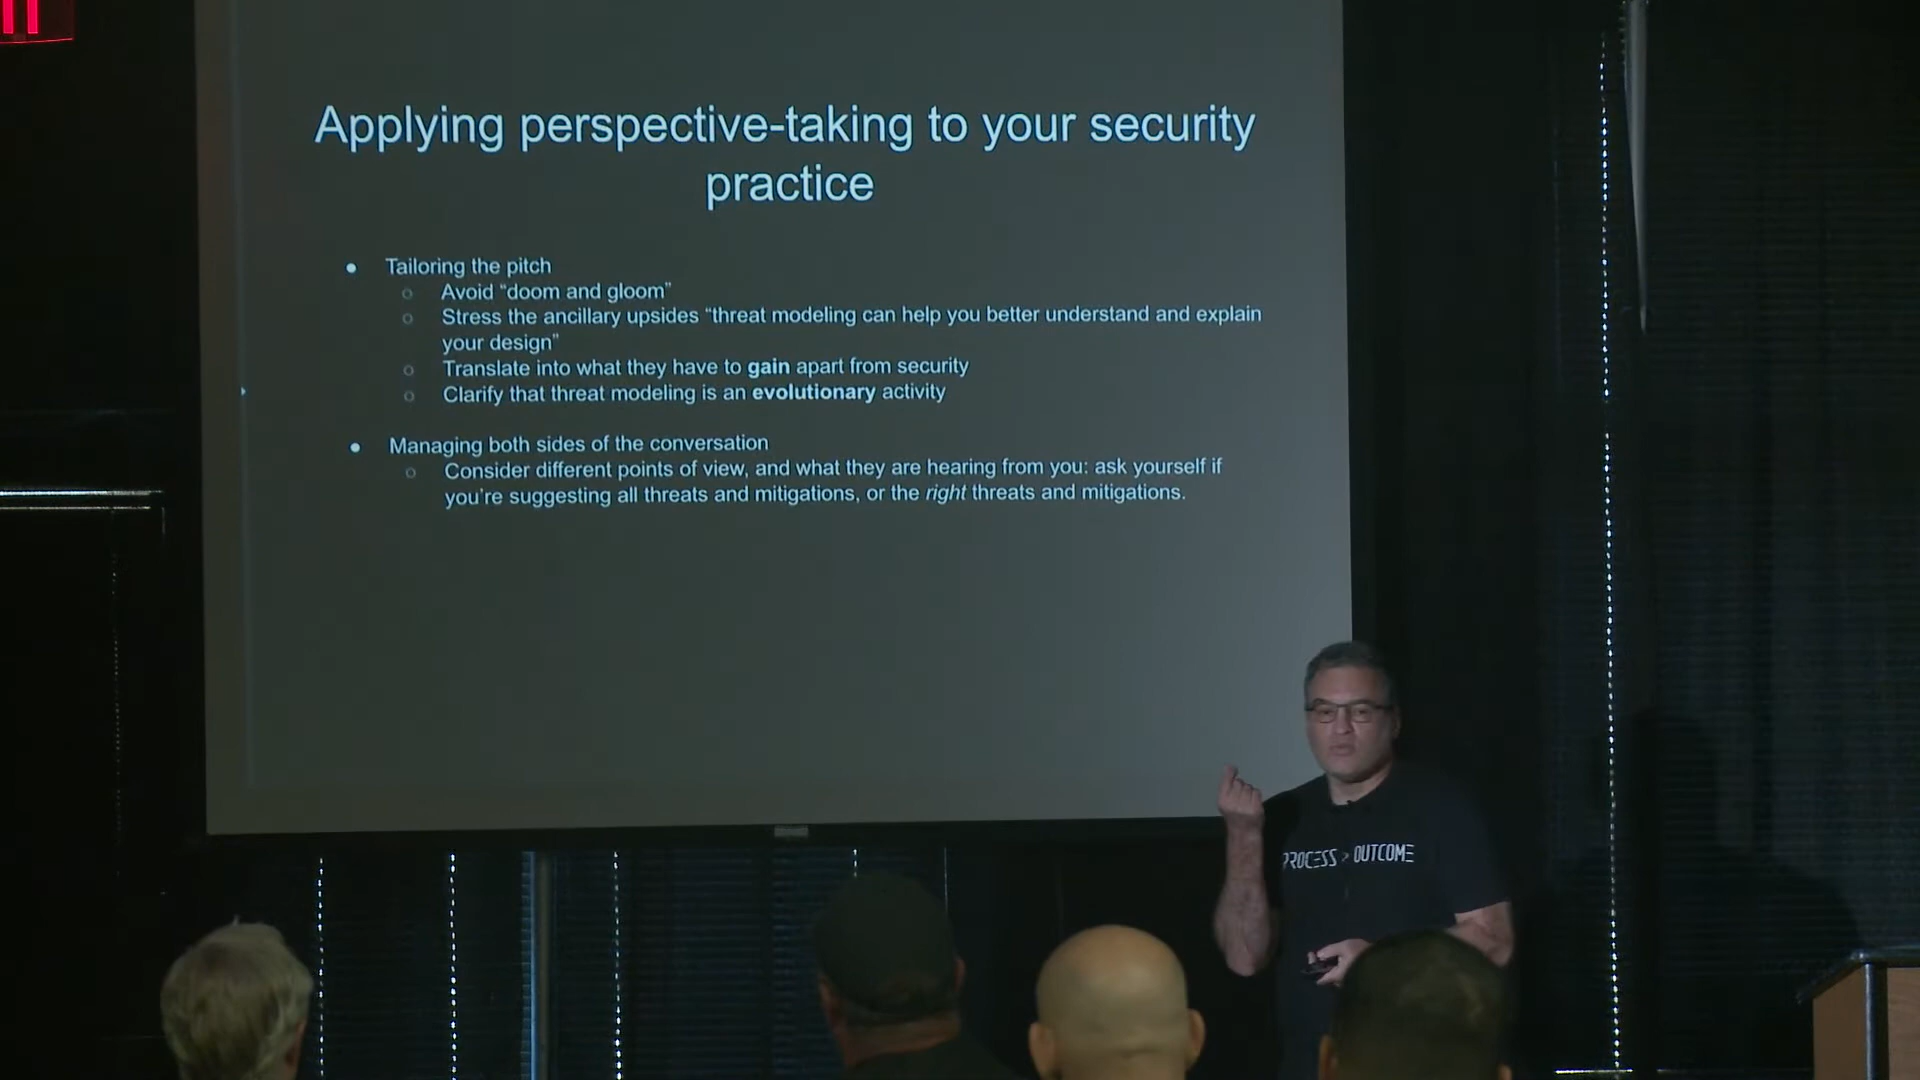 Applying perspective-taking to your security
practice
● Tailoring the pitch
○ Avoid “doom and gloom”
○ Stress the ancillary upsides “threat modeling can help you better understand and explain
your design”
○ Translate into what they have to gain apart from security
○ Clarify that threat modeling is an evolutionary activity
● Managing both sides of the conversation
○ Consider different points of view, and what they are hearing from you: ask yourself if
you’re suggesting all threats and mitigations, or the right threats and mitigations.
PROCESS > OUTCOME